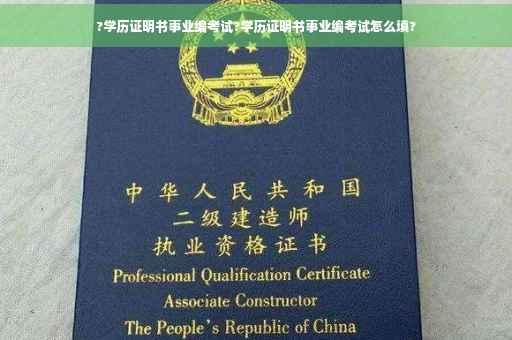 ?学历证明书事业编考试?学历证明书事业编考试怎么填?
中华人民共和国
二级建造师
执业资格证书
Professional Qualification Certificate
Associate Constructor
The People's Republic of China